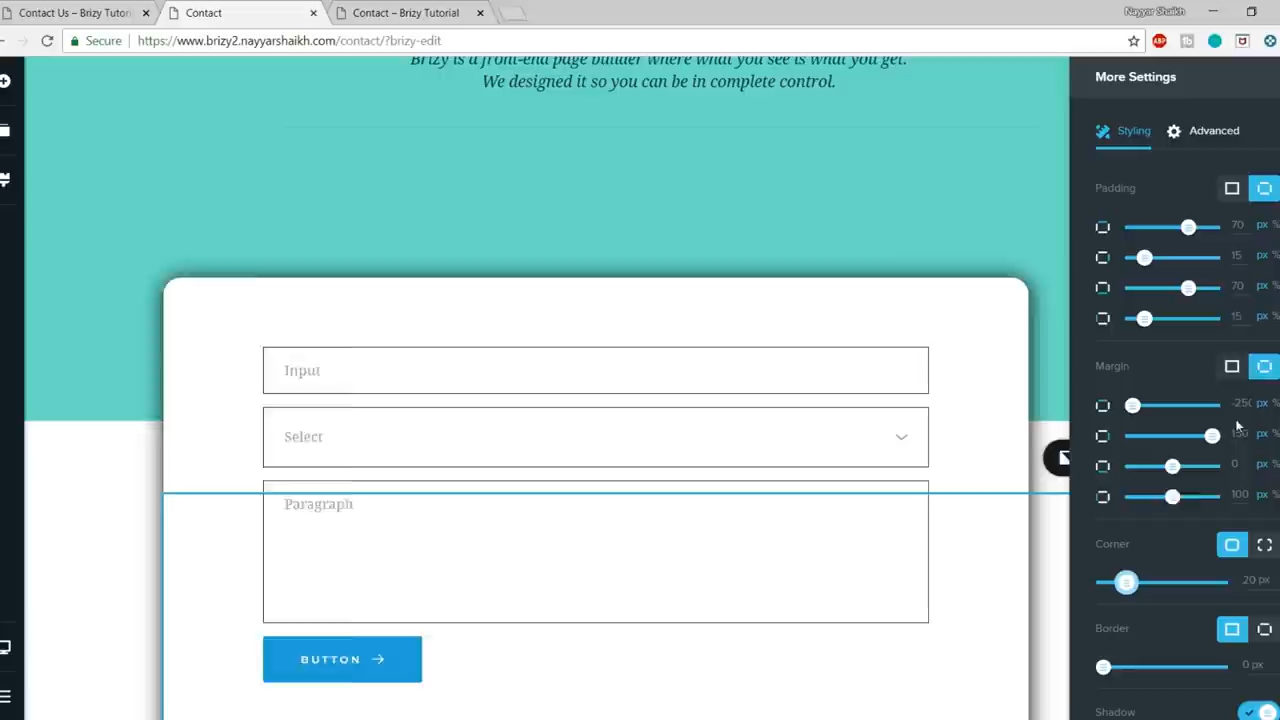 Contact Us – Brizy Tutori
Contact
Contact – Brizy Tutorial
Nayyar Shaikh
Secure
https://www.brizy2.nayyarshaikh.com/contact/?brizy-edit
ABP
Brizy is a front-end page builder where what you see is what you get.
We designed it so you can be in complete control.
Input
Select
Paragraph
BUTTON
More Settings
Styling
Advanced
Padding
70 px %
15 px %
70 px %
15 px %
Margin
-250 px %
150 px %
0 px %
100 px %
Corner
20 px
Border
0 px
Shadow